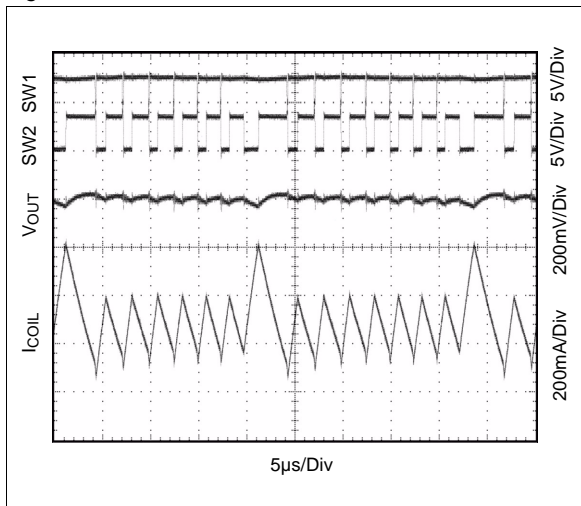 SW1
5V/Div
SW2
5V/Div
VOUT
200mV/Div
ICOIL
200mA/Div
5µs/Div